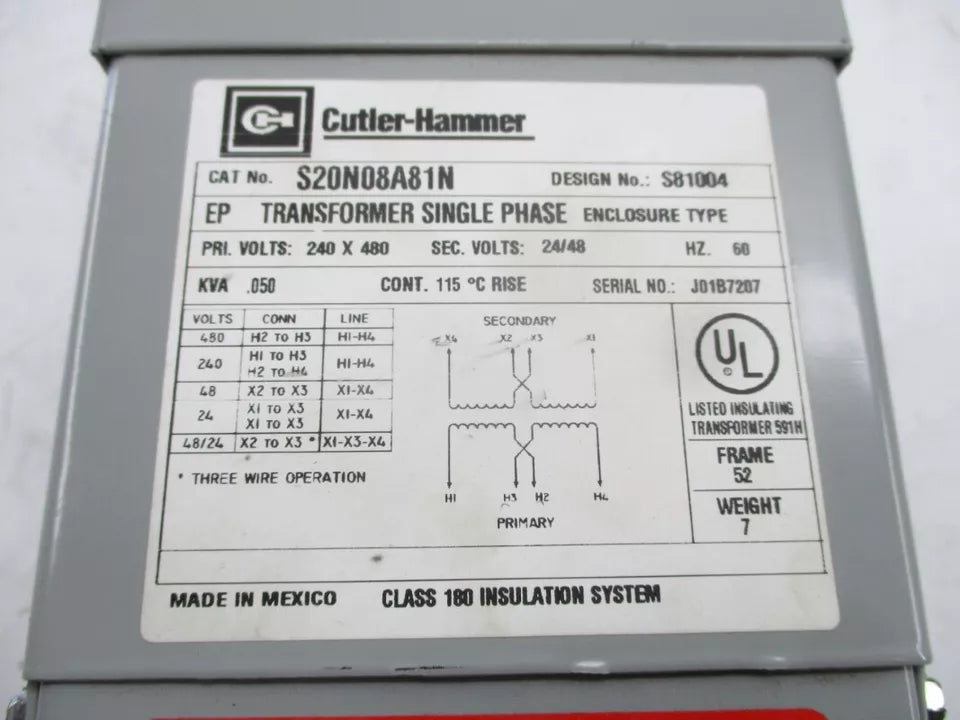 Cutler-Hammer
CAT No. S20N08A81N DESIGN No.: S81004
EP TRANSFORMER SINGLE PHASE ENCLOSURE TYPE
PRI. VOLTS: 240 X 480 SEC. VOLTS: 24/48 HZ. 60
KVA .050 CONT. 115 °C RISE SERIAL NO.: J01B7207
VOLTS CONN LINE
480 H2 TO H3 H1-H4
240 H1 TO H3 H1-H4
H2 TO H4
48 X2 TO X3 X1-X4
24 X1 TO X3 X1-X4
X1 TO X3
48/24 X2 TO X3 * X1-X3-X4
* THREE WIRE OPERATION
SECONDARY
X4 X2 X3 X1
H1 H3 H2 H4
PRIMARY
UL
LISTED INSULATING
TRANSFORMER 591H
FRAME
52
WEIGHT
7
MADE IN MEXICO CLASS 180 INSULATION SYSTEM